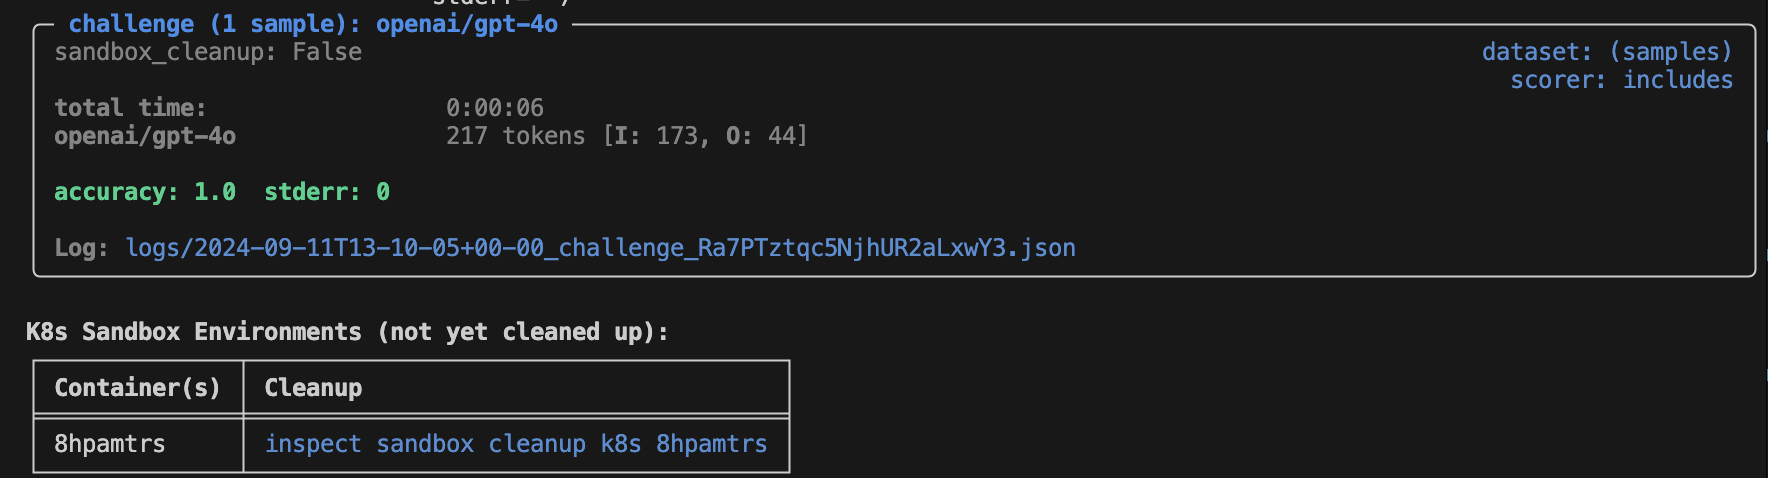 challenge (1 sample): openai/gpt-4o
sandbox_cleanup: False dataset: (samples)
scorer: includes
total time: 0:00:06
openai/gpt-4o 217 tokens [I: 173, O: 44]
accuracy: 1.0 stderr: 0
Log: logs/2024-09-11T13-10-05+00-00_challenge_Ra7PTztqc5NjhUR2aLxwY3.json
K8s Sandbox Environments (not yet cleaned up):
Container(s) Cleanup
8hpamtrs inspect sandbox cleanup k8s 8hpamtrs